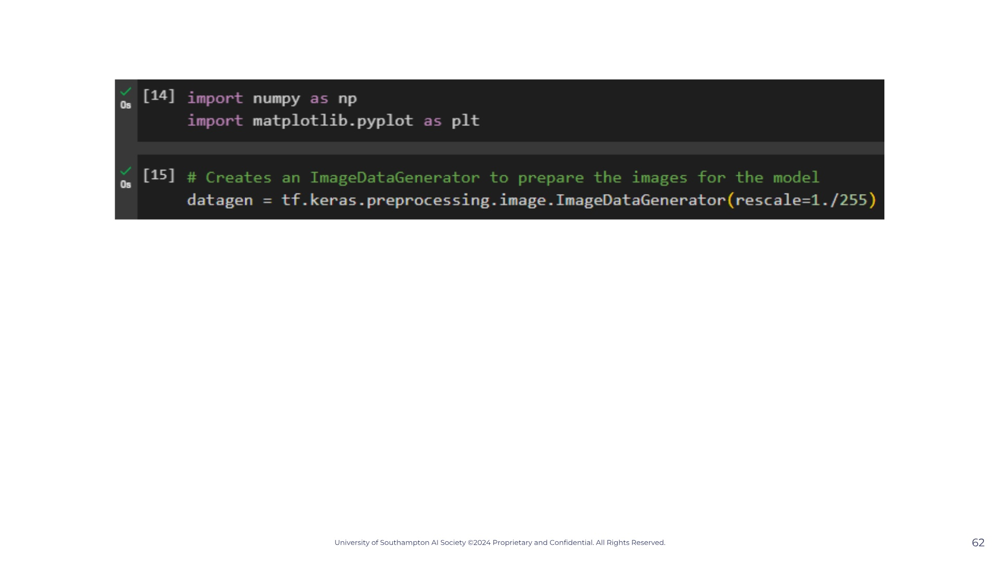 [14] import numpy as np
0s
import matplotlib.pyplot as plt
[15] # Creates an ImageDataGenerator to prepare the images for the model
0s
datagen = tf.keras.preprocessing.image.ImageDataGenerator(rescale=1./255)
University of Southampton AI Society ©2024 Proprietary and Confidential. All Rights Reserved.
62